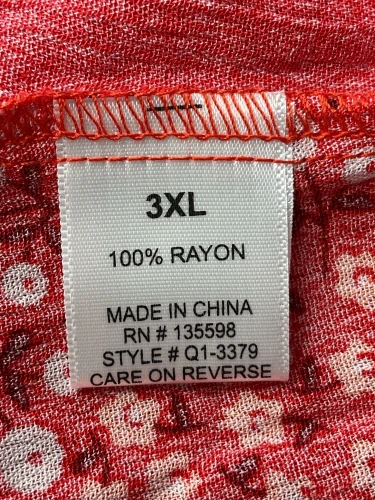 3XL
100% RAYON
MADE IN CHINA
RN # 135598
STYLE # Q1-3379
CARE ON REVERSE